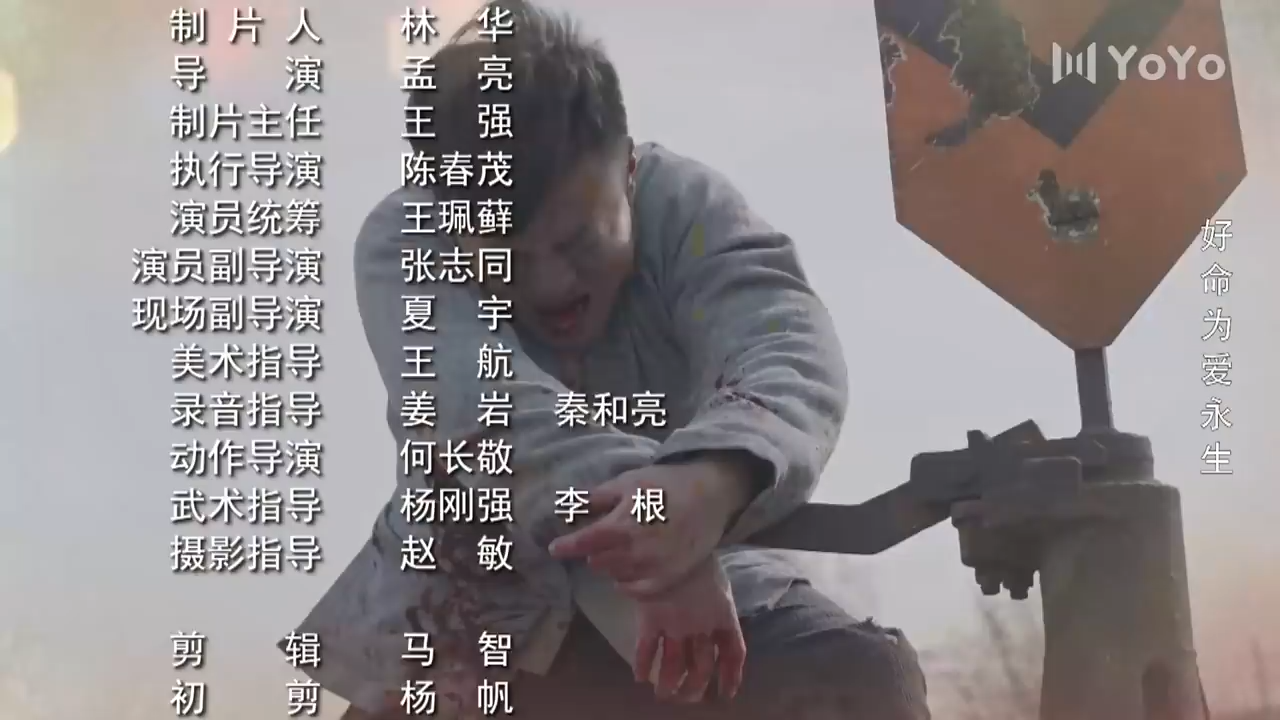 制片人 林华
导演 孟亮
制片主任 王强
执行导演 陈春茂
演员统筹 王珮藓
演员副导演 张志同
现场副导演 夏宇
美术指导 王航
录音指导 姜岩 秦和亮
动作导演 何长敬
武术指导 杨刚强 李根
摄影指导 赵敏
剪辑 马智
初剪 杨帆
YoYo
好命为爱永生